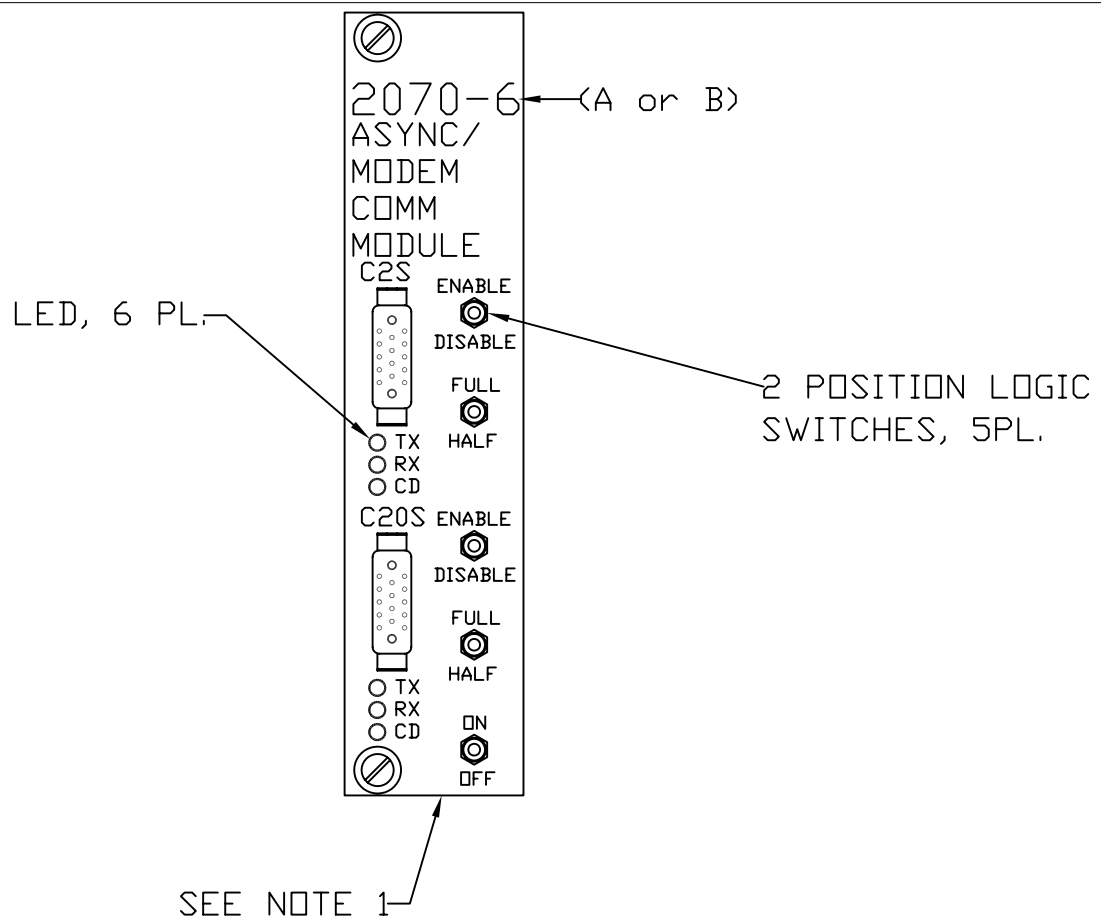 2070-6
(A or B)
ASYNC/
MODEM
COMM
MODULE
C2S
ENABLE
DISABLE
LED, 6 PL.
2 POSITION LOGIC
SWITCHES, 5PL.
FULL
HALF
TX
RX
CD
C20S
ENABLE
DISABLE
FULL
HALF
TX
RX
CD
ON
OFF
SEE NOTE 1